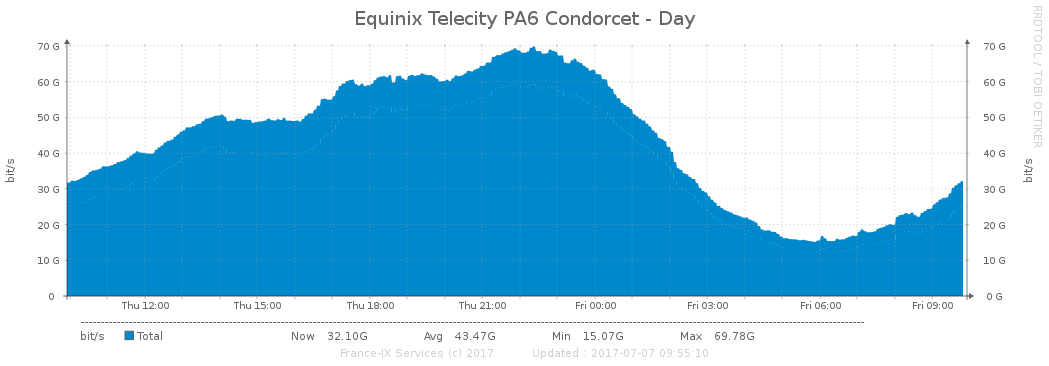 Equinix Telecity PA6 Condorcet - Day
RRDTOOL / TOBI OETIKER
70 G 70 G
60 G 60 G
50 G 50 G
40 G 40 G
30 G 30 G
20 G 20 G
10 G 10 G
0 0 G
bit/s bit/s
Thu 12:00 Thu 15:00 Thu 18:00 Thu 21:00 Fri 00:00 Fri 03:00 Fri 06:00 Fri 09:00
bit/s Total Now 32.10G Avg 43.47G Min 15.07G Max 69.78G
France-IX Services (c) 2017 Updated : 2017-07-07 09:55:10